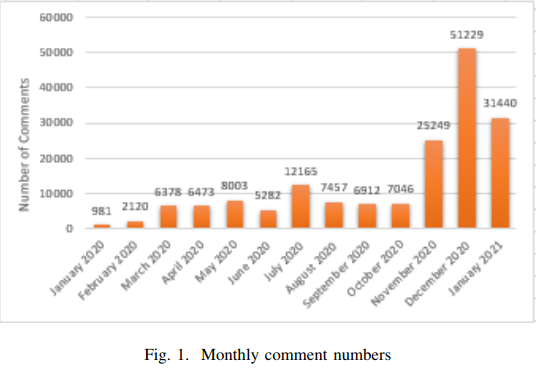 60000
50000
40000
30000
20000
10000
0
Number of Comments
981
2120
6378
6473
8003
5282
12165
7457
6912
7046
25249
51229
31440
January 2020
February 2020
March 2020
April 2020
May 2020
June 2020
July 2020
August 2020
September 2020
October 2020
November 2020
December 2020
January 2021
Fig. 1. Monthly comment numbers